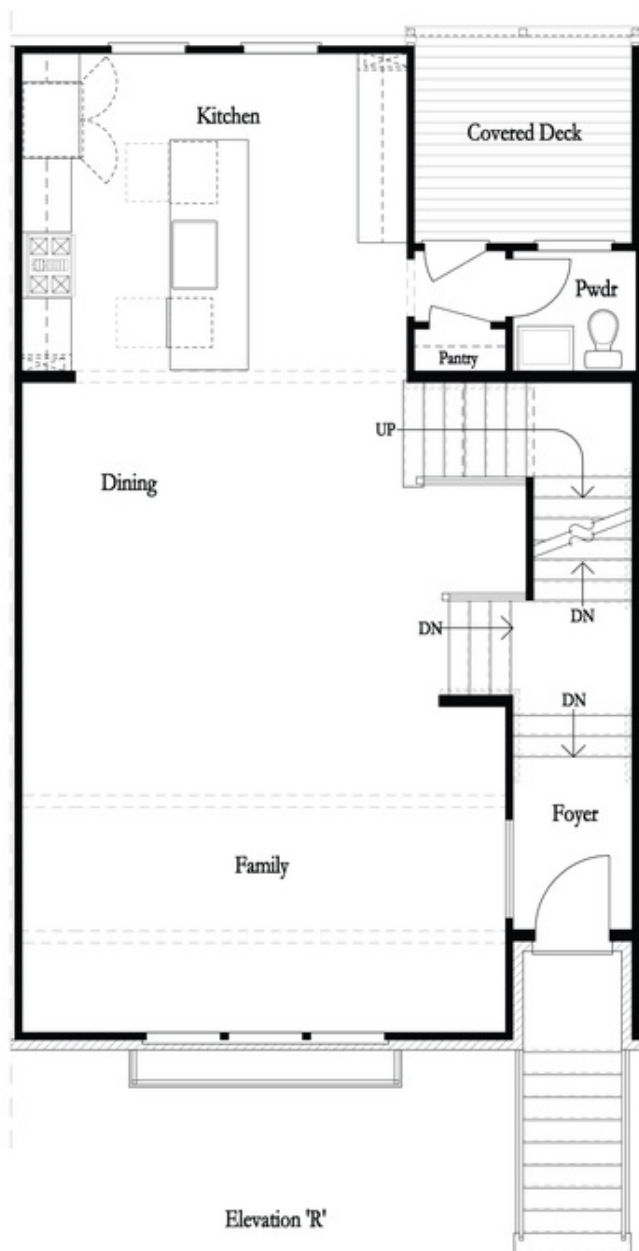 Kitchen
Covered Deck
Pwdr
Pantry
UP
Dining
DN
DN
DN
Foyer
Family
Elevation 'R'